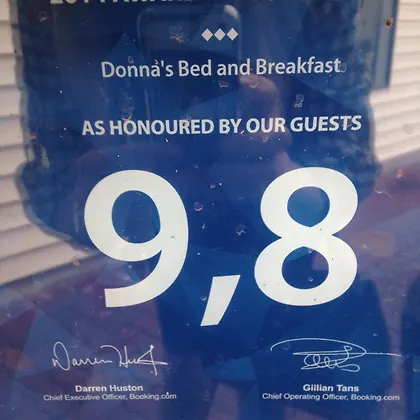 Donna's Bed and Breakfast
AS HONOURED BY OUR GUESTS
9,8
Darren Huston
Chief Executive Officer, Booking.com
Gillian Tans
Chief Operating Officer, Booking.com